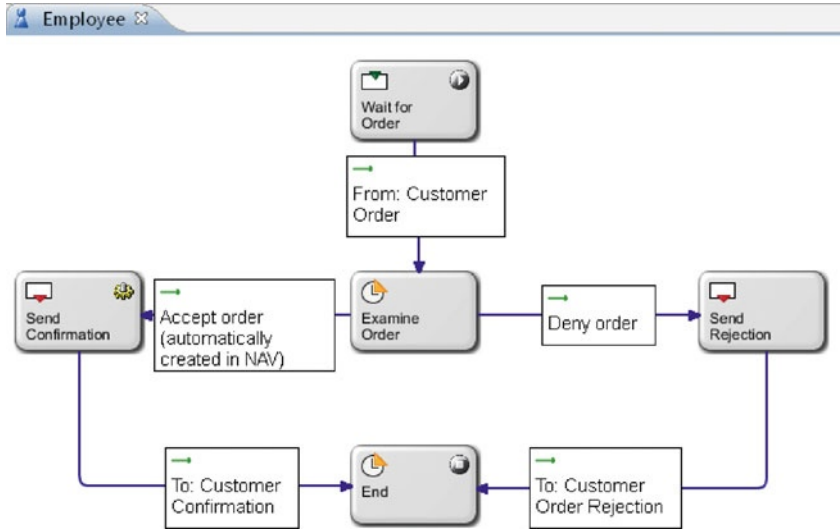 Employee
Wait for
Order
From: Customer
Order
Send
Confirmation
Accept order
(automatically
created in NAV)
Examine
Order
Deny order
Send
Rejection
To: Customer
Confirmation
End
To: Customer
Order Rejection